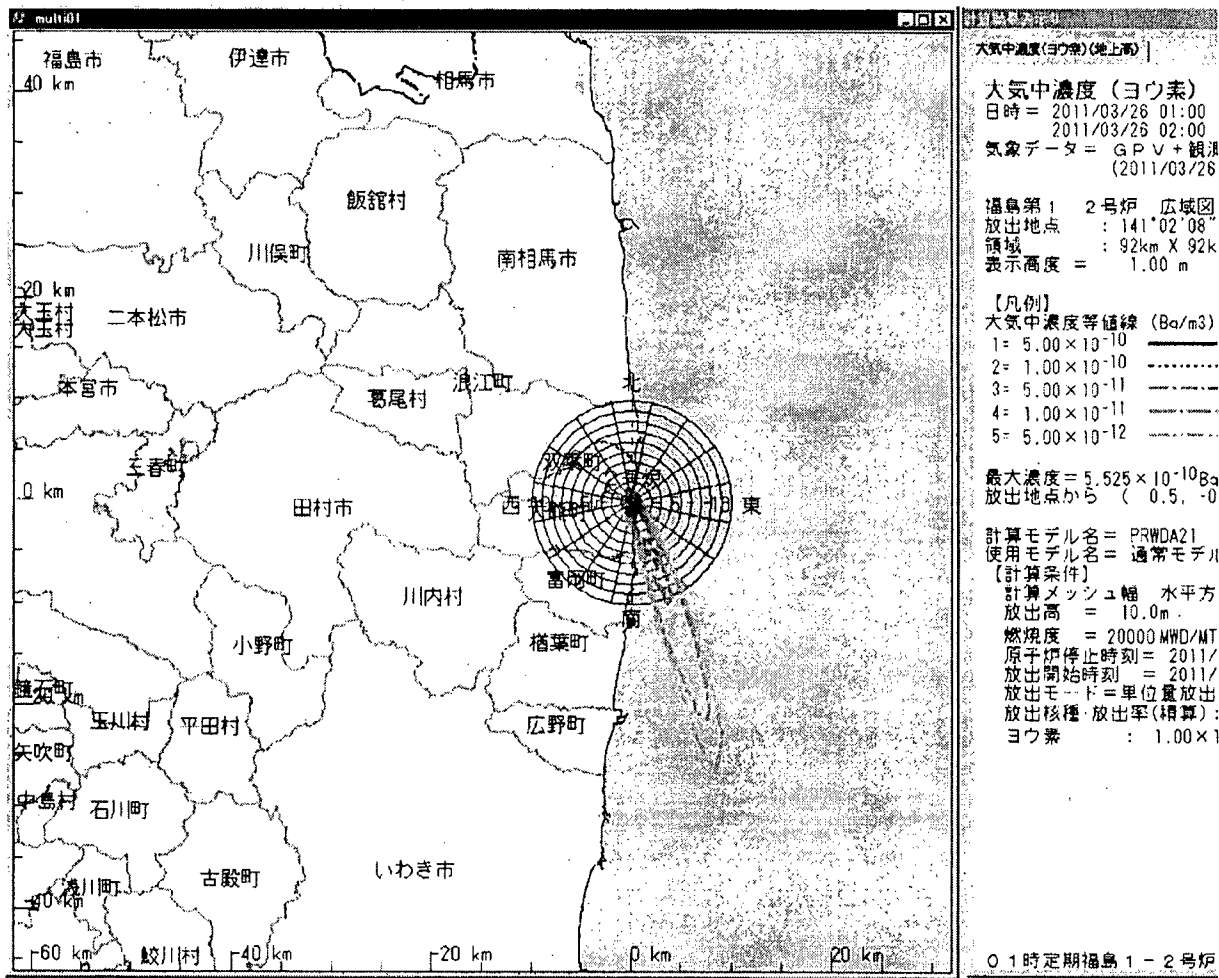 multi01
福島市
伊達市
相馬市
40 km
飯舘村
川俣町
南相馬市
20 km
大玉村
大玉村
二本松市
本宮市
浪江町
北
葛尾村
三春町
双葉町
0 km
田村市
西
10
東
富岡町
川内村
南
小野町
楢葉町
玉川村
平田村
広野町
矢吹町
中島村
石川町
いわき市
古殿町
浅川町
-40 km
-60 km
鮫川村
-40 km
-20 km
0 km
20 km
大気中濃度(ヨウ素)(地上高)
大気中濃度（ヨウ素）
日時＝ 2011/03/26 01:00
2011/03/26 02:00
気象データ＝ ＧＰＶ＋観測
(2011/03/26
福島第１ ２号炉 広域図
放出地点 : 141°02'08"
領域 : 92km X 92k
表示高度 = 1.00 m
【凡例】
大気中濃度等値線 (Bq/m3)
1= 5.00×10-10
2= 1.00×10-10
3= 5.00×10-11
4= 1.00×10-11
5= 5.00×10-12
最大濃度＝5.525×10-10Bq
放出地点から ( 0.5, -0
計算モデル名＝ PRWDA21
使用モデル名＝ 通常モデル
【計算条件】
計算メッシュ幅 水平方
放出高 ＝ 10.0m
燃焼度 ＝20000MWD/MT
原子炉停止時刻＝ 2011/
放出開始時刻 ＝ 2011/
放出モード＝単位量放出
放出核種・放出率(積算):
ヨウ素 : 1.00×1
０１時定期福島１－２号炉